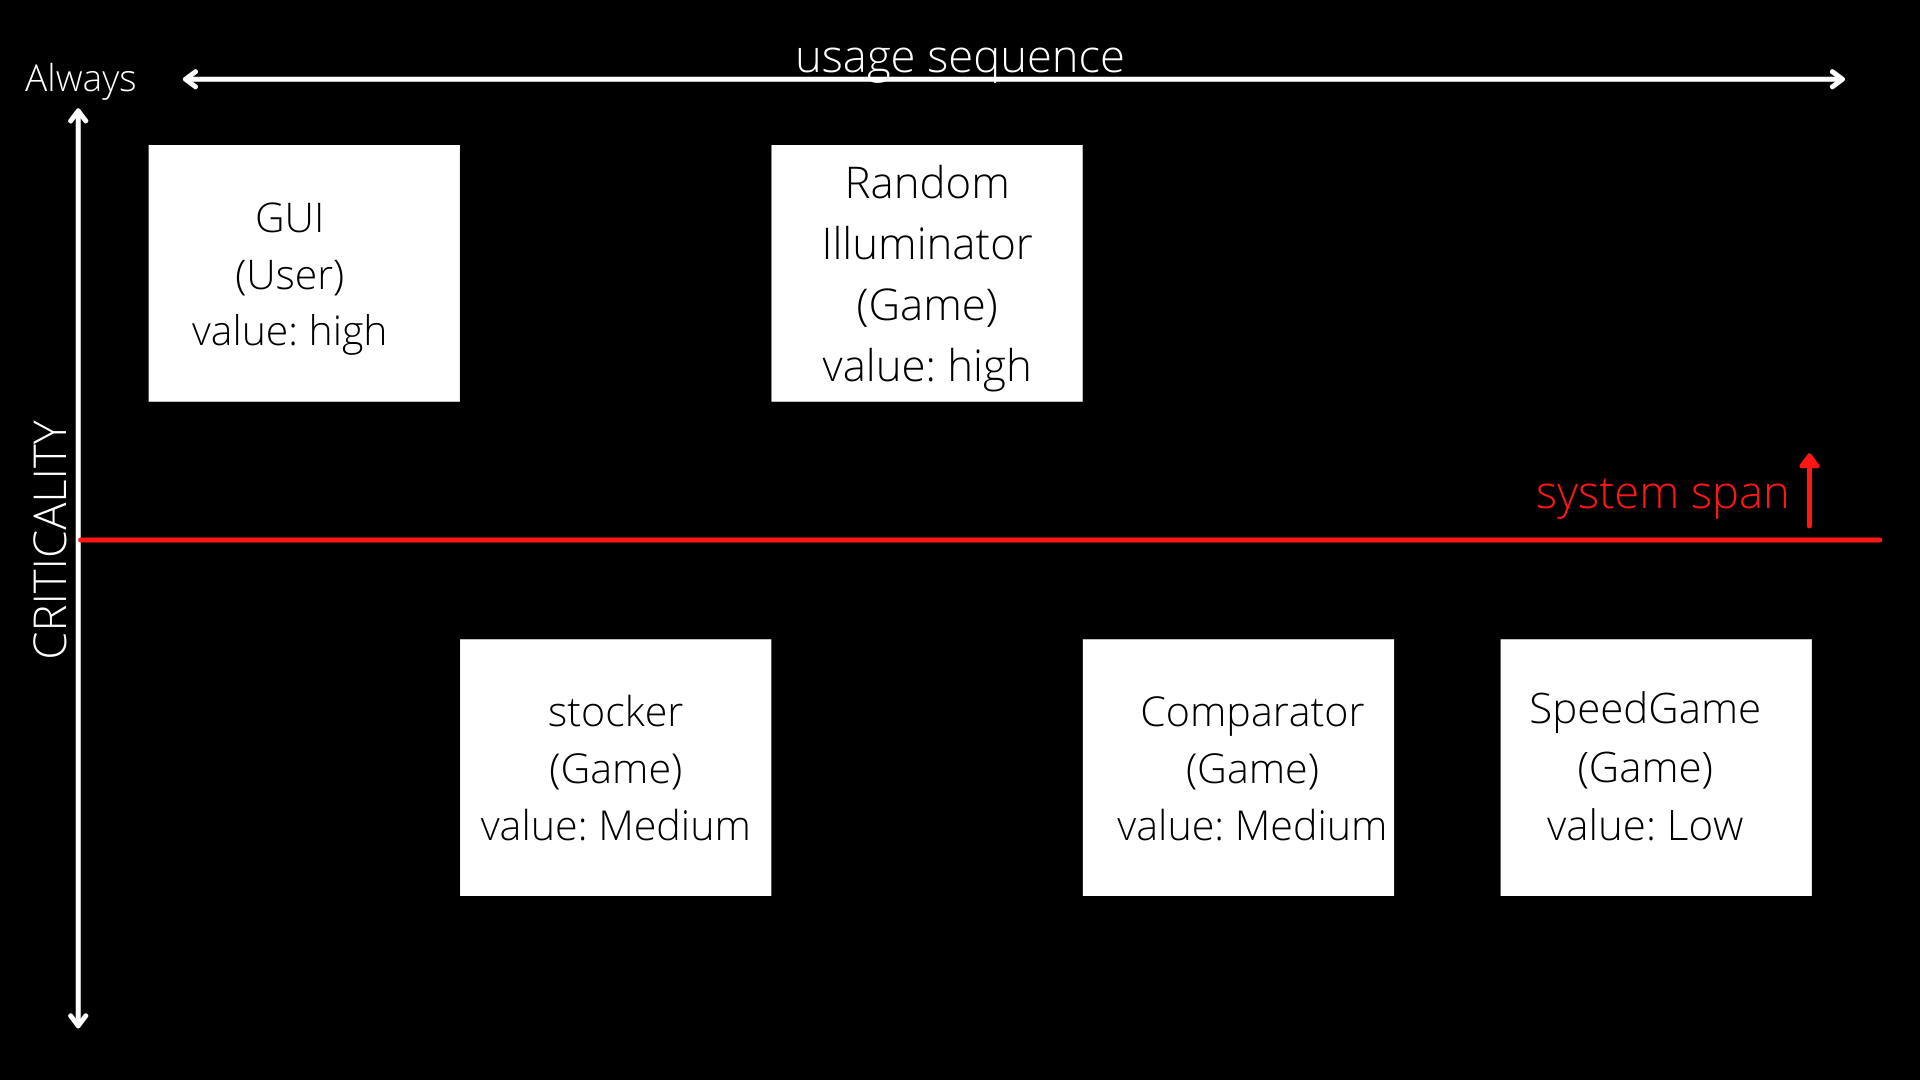 usage sequence
Always
GUI
(User)
value: high
Random
Illuminator
(Game)
value: high
CRITICALITY
system span
stocker
(Game)
value: Medium
Comparator
(Game)
value: Medium
SpeedGame
(Game)
value: Low